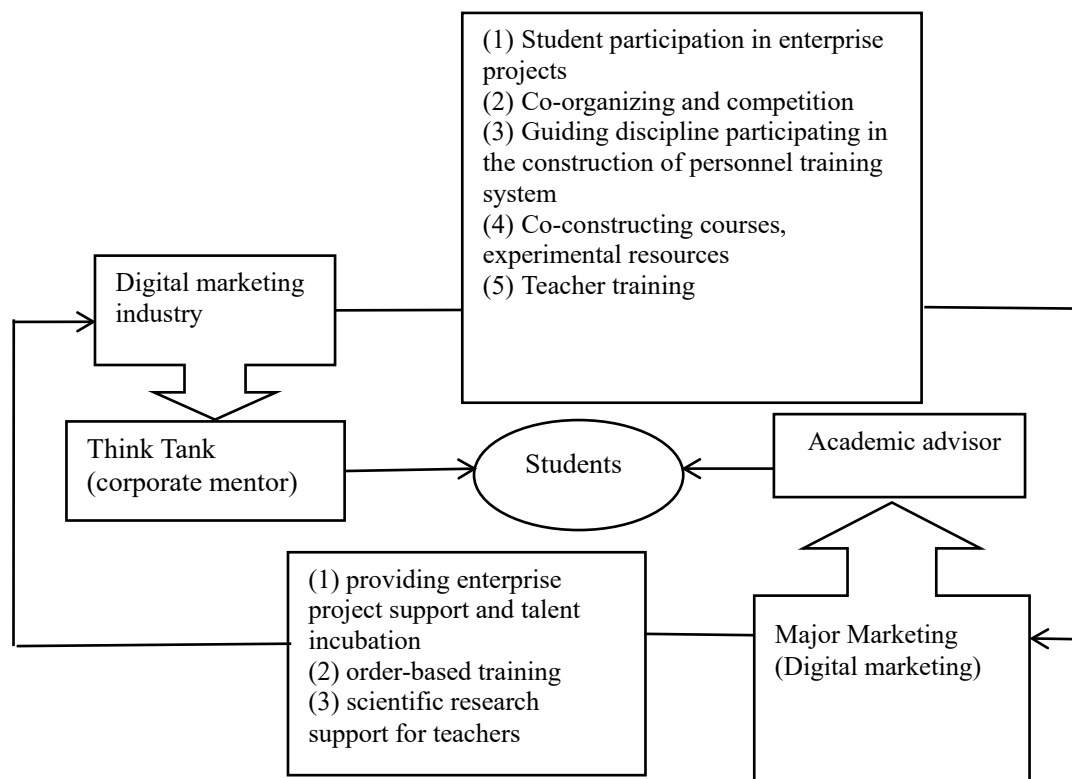 (1) Student participation in enterprise
projects
(2) Co-organizing and competition
(3) Guiding discipline participating in
the construction of personnel training
system
(4) Co-constructing courses,
experimental resources
(5) Teacher training
Digital marketing
industry
Think Tank
(corporate mentor)
Students
Academic advisor
(1) providing enterprise
project support and talent
incubation
(2) order-based training
(3) scientific research
support for teachers
Major Marketing
(Digital marketing)